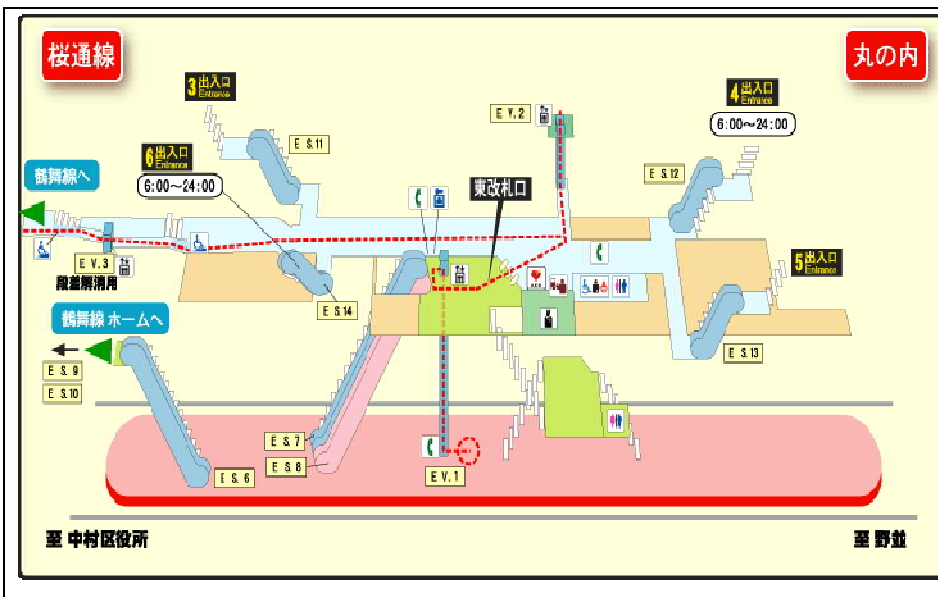 桜通線
丸の内
3 出入口
Entrance
4 出入口
Entrance
6:00～24:00
E V.2
E S.11
6 出入口
Entrance
6:00～24:00
E S.12
鶴舞線へ
東改札口
E V.3
段差解消用
5 出入口
Entrance
E S.14
鶴舞線 ホームへ
E S.13
E S.9
E S.10
E S.7
E S.8
E S.6
E V.1
至 中村区役所
至 野並